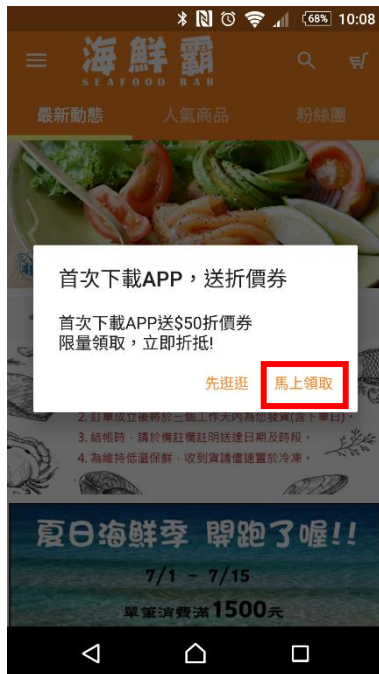 68% 10:08
海鮮霸
SEAFOOD BAR
最新動態 人氣商品 粉絲團
首次下載APP，送折價券
首次下載APP送$50折價券
限量領取，立即折抵!
先逛逛 馬上領取
2. 訂單成立後將於三個工作天內為您發貨(含下單日)。
3. 結帳時，請於備註欄註明送達日期及時段。
4. 為維持低溫保鮮，收到貨請儘速置於冷凍。
夏日海鮮季 開跑了喔!!
7/1 - 7/15
單筆消費滿1500元